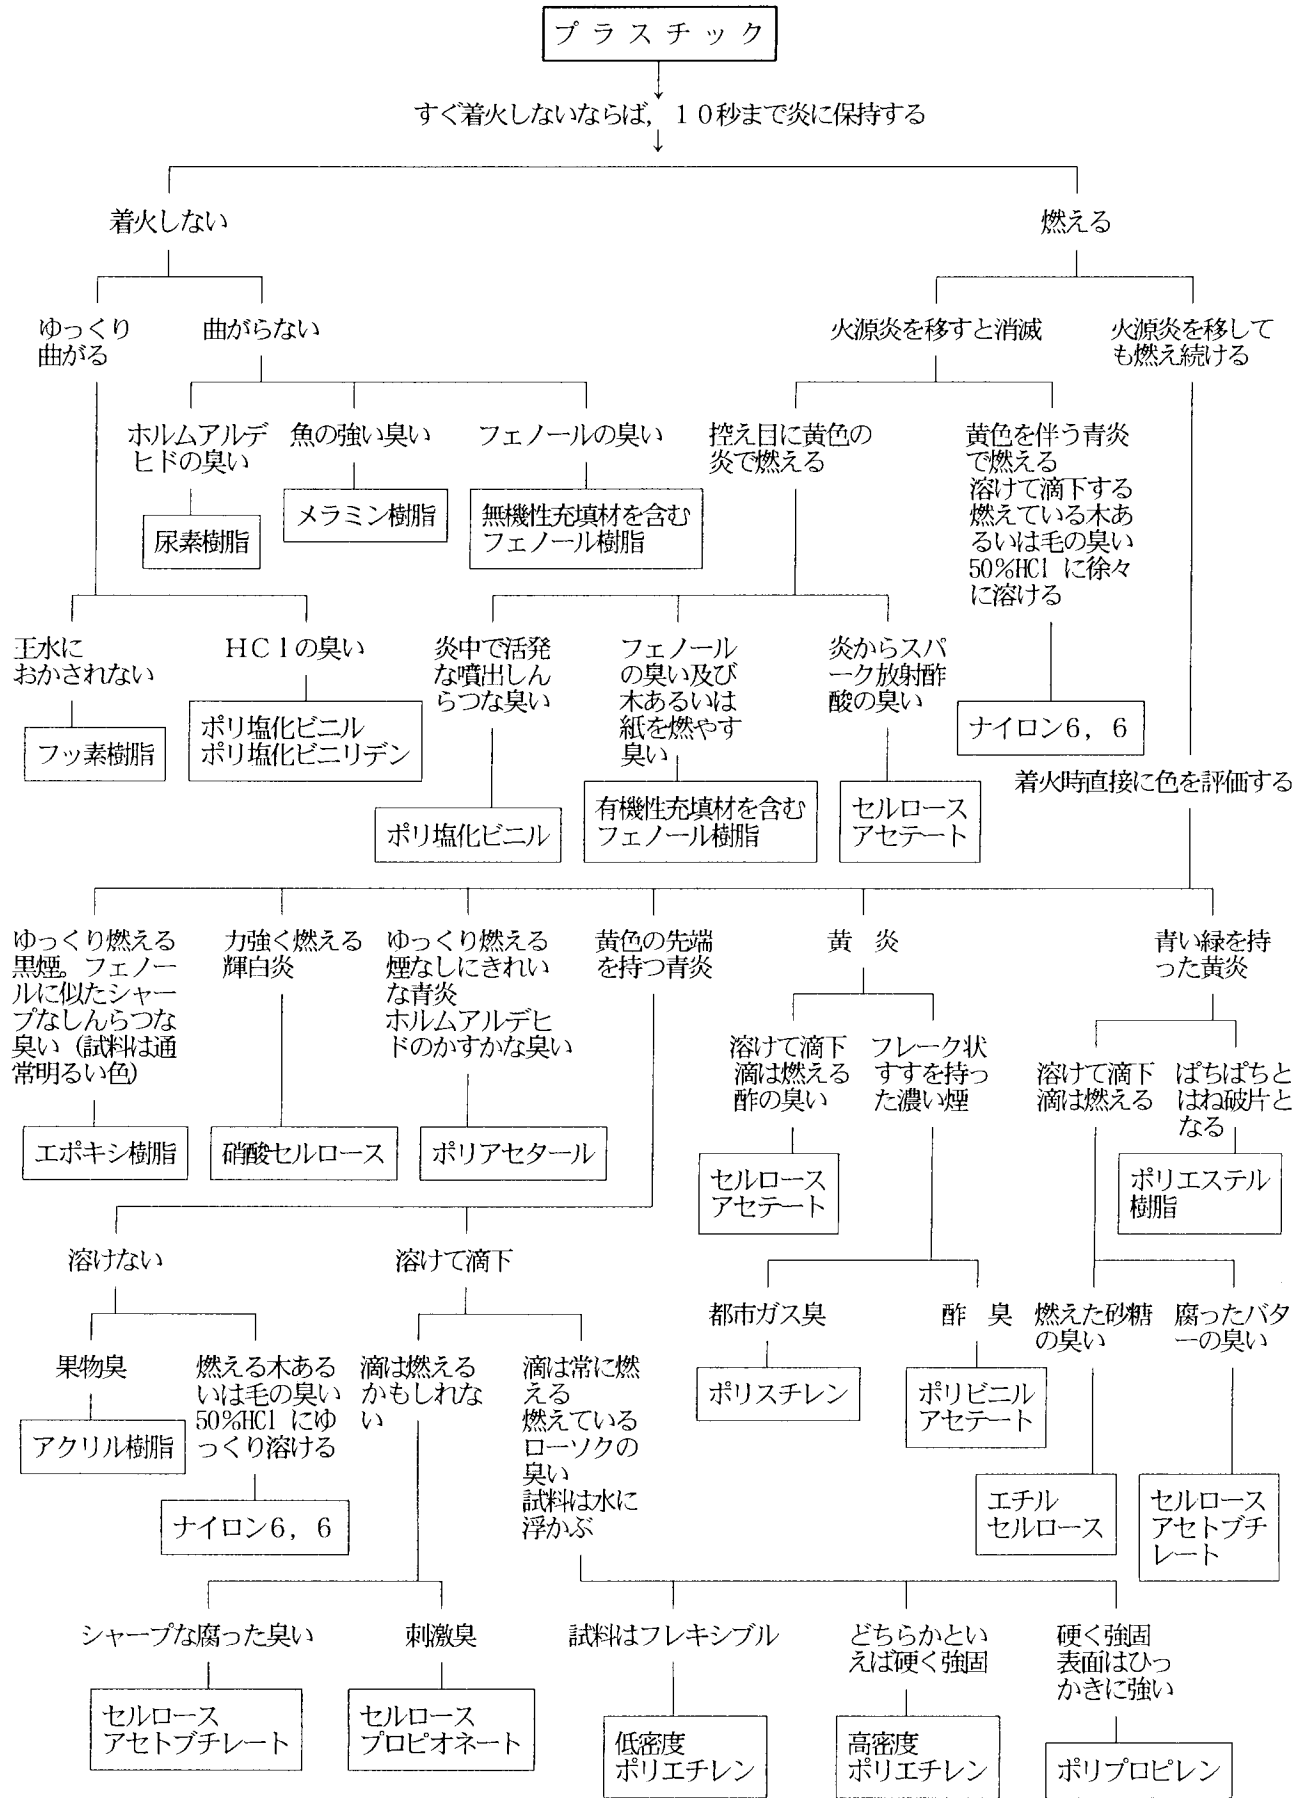 プラスチック
すぐ着火しないならば，１０秒まで炎に保持する
着火しない
燃える
ゆっくり
曲がる
曲がらない
火源炎を移すと消滅
火源炎を移して
も燃え続ける
ホルムアルデ
ヒドの臭い
尿素樹脂
魚の強い臭い
メラミン樹脂
フェノールの臭い
無機性充填材を含む
フェノール樹脂
控え目に黄色の
炎で燃える
黄色を伴う青炎
で燃える
溶けて滴下する
燃えている木あ
るいは毛の臭い
50%HCl に徐々
に溶ける
王水に
おかされない
フッ素樹脂
ＨＣｌの臭い
ポリ塩化ビニル
ポリ塩化ビニリデン
炎中で活発
な噴出しん
らつな臭い
ポリ塩化ビニル
フェノール
の臭い及び
木あるいは
紙を燃やす
臭い
有機性充填材を含む
フェノール樹脂
炎からスパ
ーク放射酢
酸の臭い
セルロース
アセテート
ナイロン6，6
着火時直接に色を評価する
ゆっくり燃える
黒煙。フェノー
ルに似たシャー
プなしんらつな
臭い（試料は通
常明るい色）
エポキシ樹脂
力強く燃える
輝白炎
硝酸セルロース
ゆっくり燃える
煙なしにきれい
な青炎
ホルムアルデヒ
ドのかすかな臭い
ポリアセタール
黄色の先端
を持つ青炎
黄　炎
青い緑を持
った黄炎
溶けて滴下
滴は燃える
酢の臭い
セルロース
アセテート
フレーク状
すすを持っ
た濃い煙
溶けて滴下
滴は燃える
ぱちぱちと
はね破片と
なる
ポリエステル
樹脂
溶けない
溶けて滴下
都市ガス臭
ポリスチレン
酢　臭
ポリビニル
アセテート
燃えた砂糖
の臭い
エチル
セルロース
腐ったバタ
ーの臭い
セルロース
アセトブチ
レート
果物臭
アクリル樹脂
燃える木ある
いは毛の臭い
50%HCl にゆ
っくり溶ける
ナイロン6，6
滴は燃える
かもしれな
い
滴は常に燃
える
燃えている
ローソクの
臭い
試料は水に
浮かぶ
シャープな腐った臭い
セルロース
アセトブチレート
刺激臭
セルロース
プロピオネート
試料はフレキシブル
低密度
ポリエチレン
どちらかとい
えば硬く強固
高密度
ポリエチレン
硬く強固
表面はひっ
かきに強い
ポリプロピレン